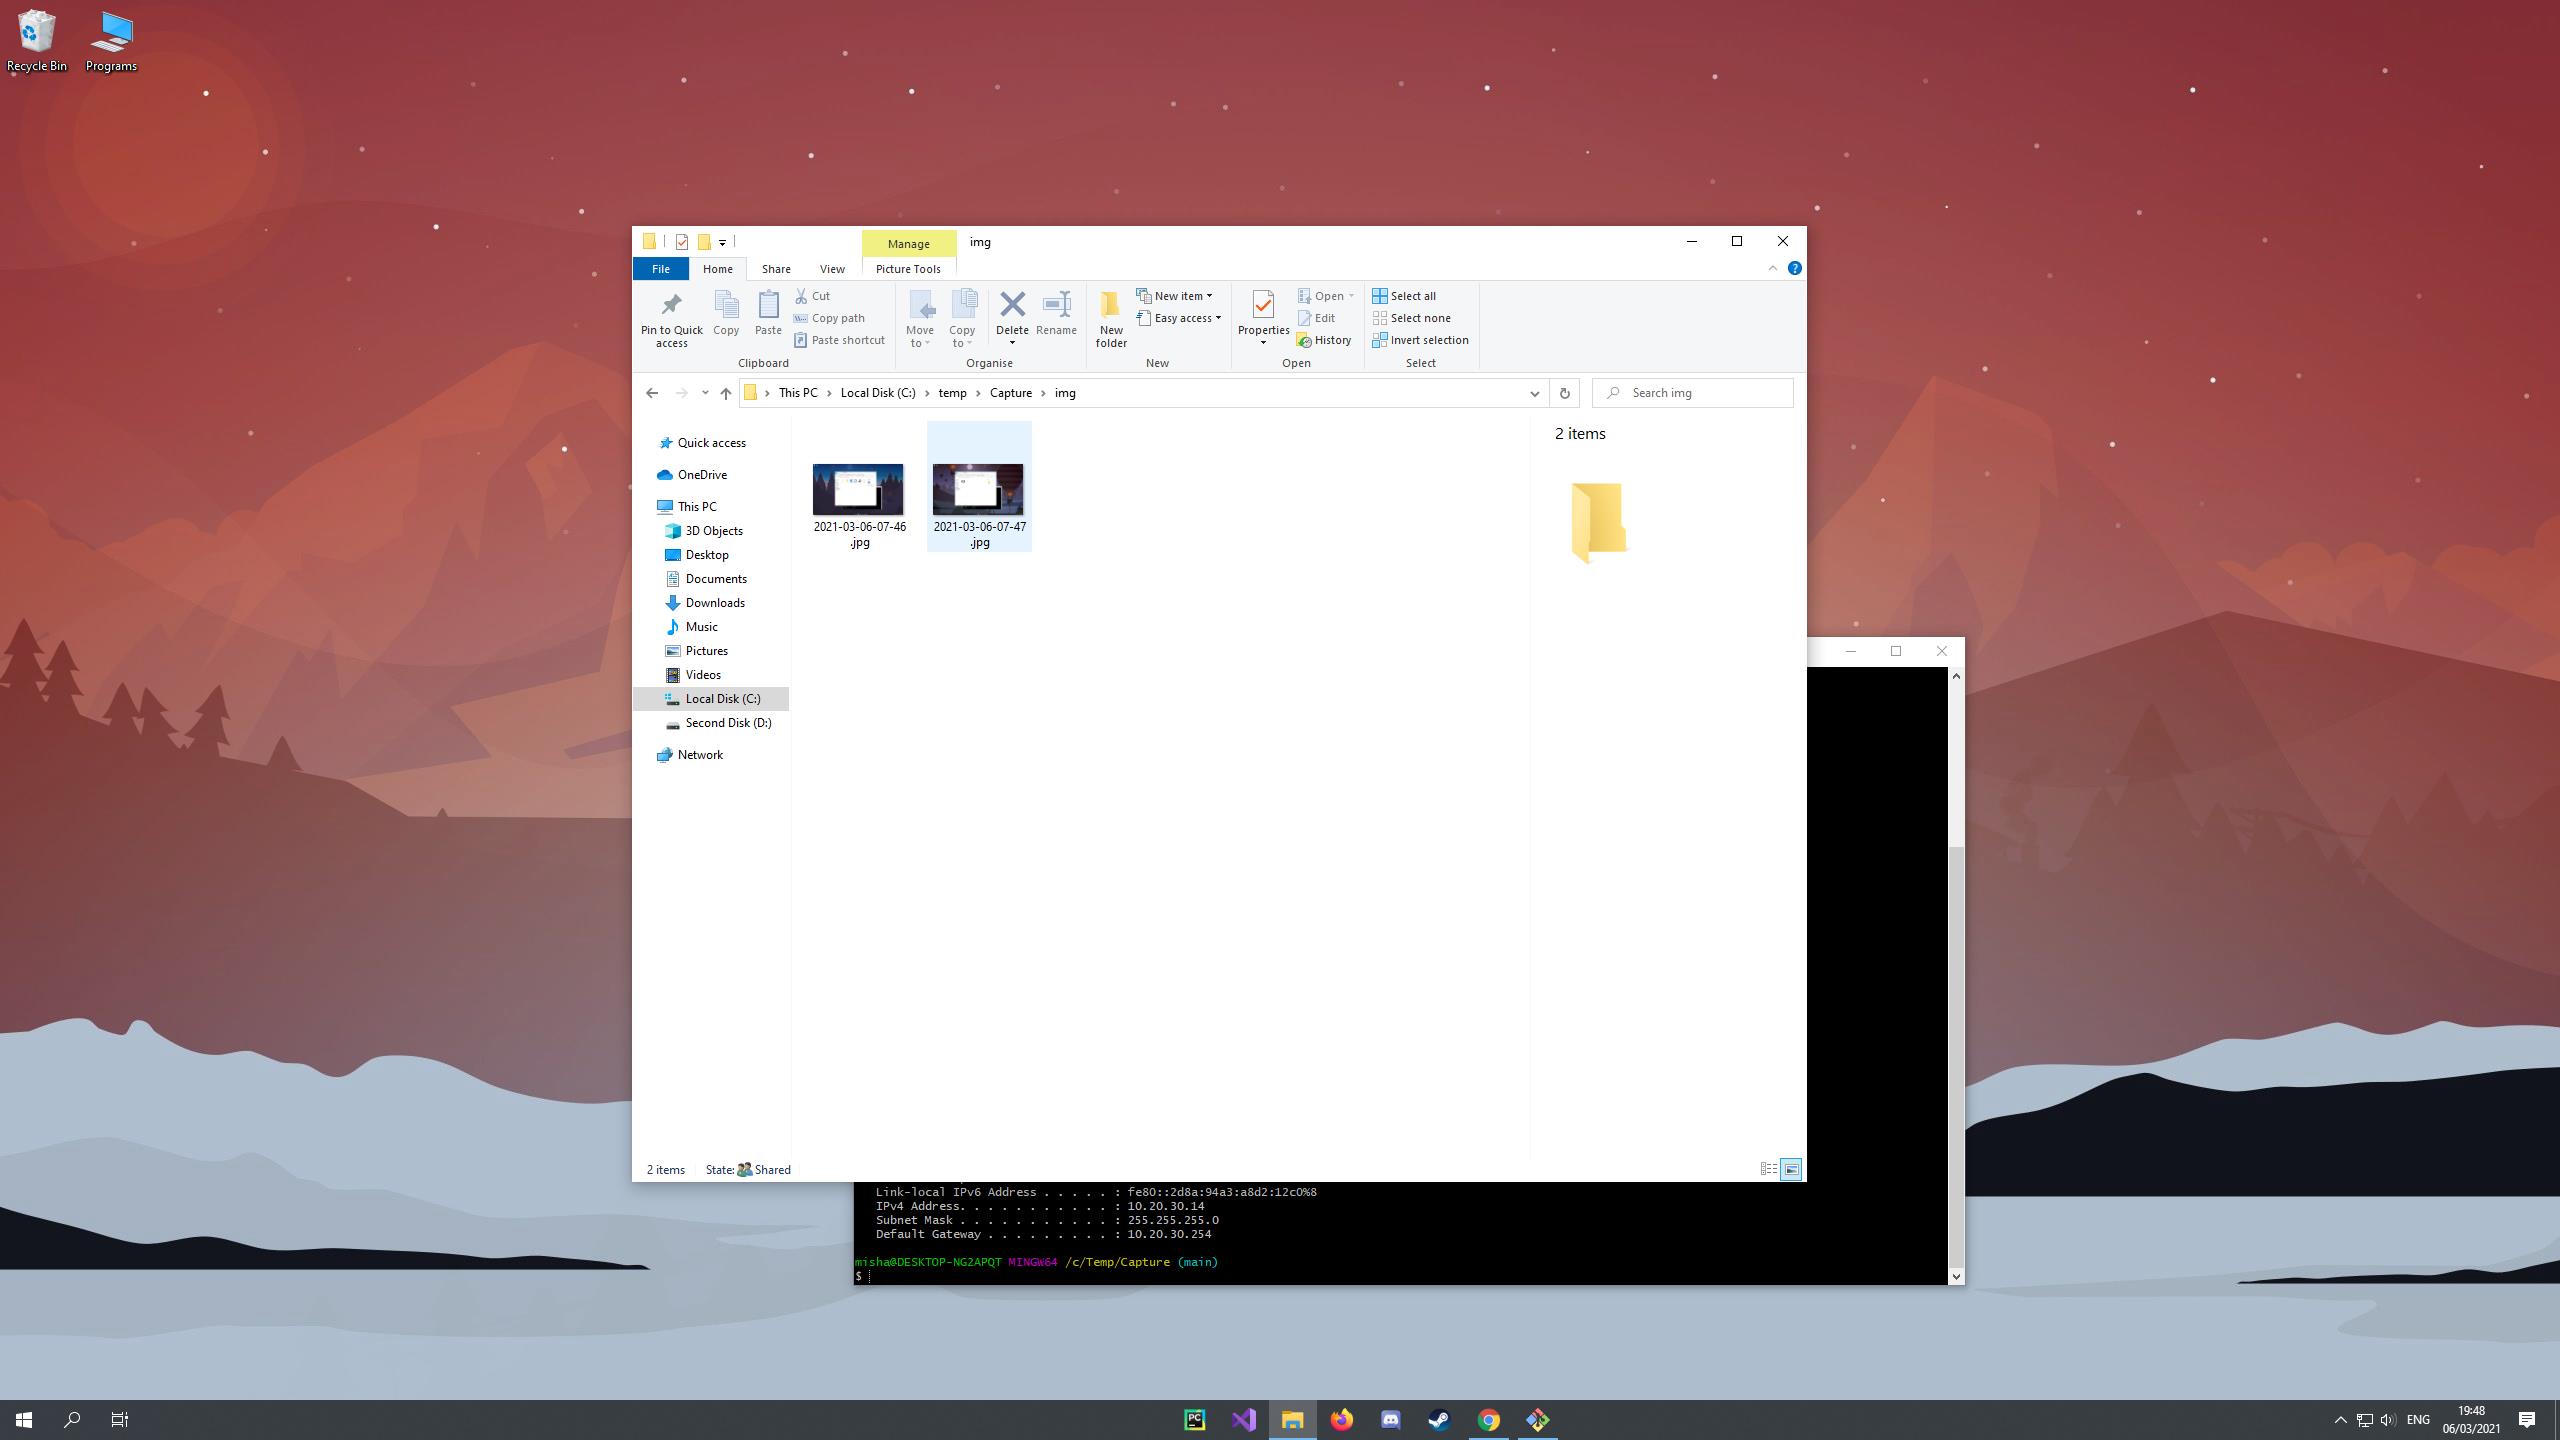 Recycle Bin
Programs
Manage
img
File
Home
Share
View
Picture Tools
Pin to Quick access
Copy
Paste
Cut
Copy path
Paste shortcut
Clipboard
Move to
Copy to
Delete
Rename
Organise
New folder
New item
Easy access
New
Properties
Open
Edit
History
Open
Select all
Select none
Invert selection
Select
This PC
Local Disk (C:)
temp
Capture
img
Search img
Quick access
OneDrive
This PC
3D Objects
Desktop
Documents
Downloads
Music
Pictures
Videos
Local Disk (C:)
Second Disk (D:)
Network
2021-03-06-07-46
.jpg
2021-03-06-07-47
.jpg
2 items
2 items
State: Shared
Link-local IPv6 Address . . . . . : fe80::2d8a:94a3:a8d2:12c0%8
IPv4 Address. . . . . . . . . . . : 10.20.30.14
Subnet Mask . . . . . . . . . . . : 255.255.255.0
Default Gateway . . . . . . . . . : 10.20.30.254
misha@DESKTOP-NG2APQT MINGW64 /c/Temp/Capture (main)
$
PC
ENG
19:48
06/03/2021